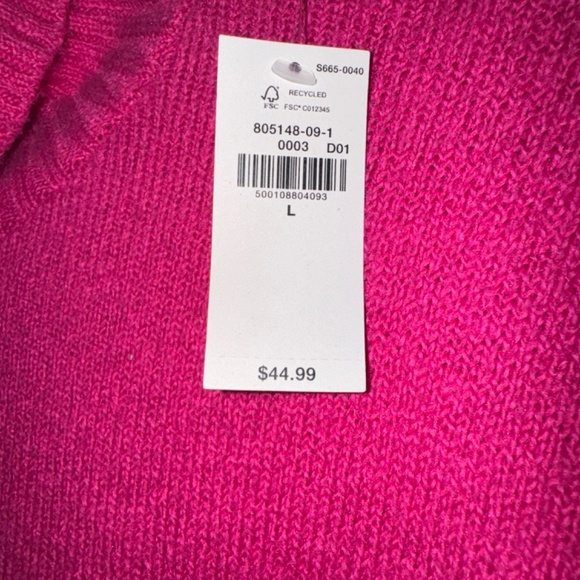 S665-0040
RECYCLED
FSC FSC® C012345
805148-09-1
0003 D01
500108804093
L
$44.99